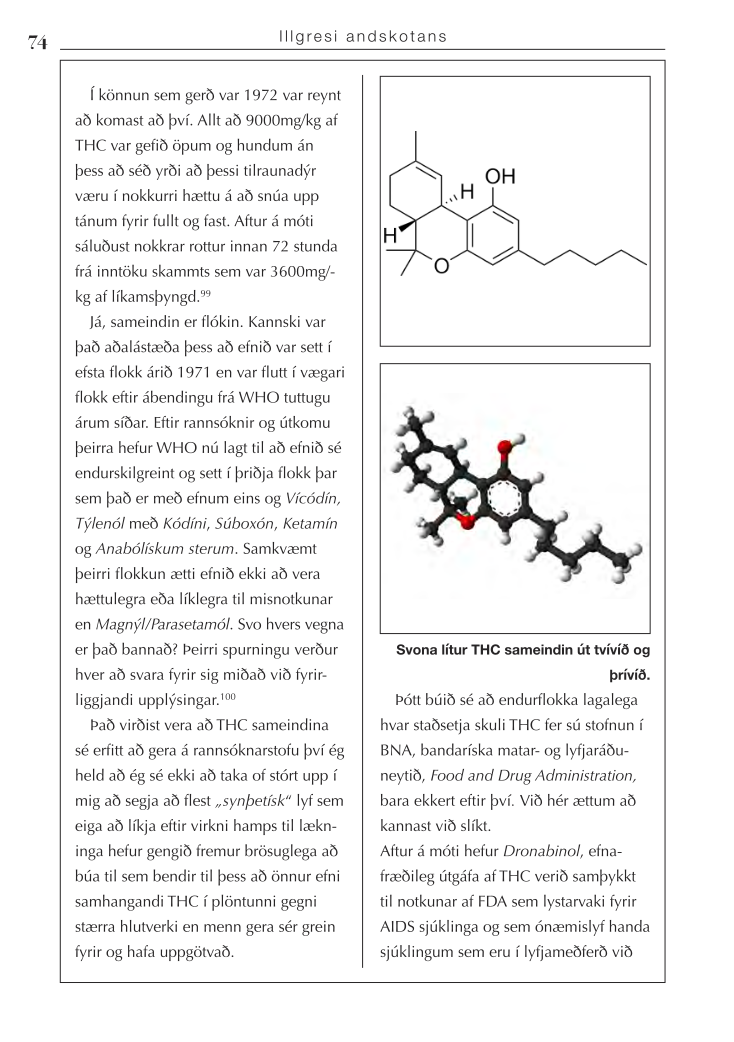 74
Illgresi andskotans
Í könnun sem gerð var 1972 var reynt
að komast að því. Allt að 9000mg/kg af
THC var gefið öpum og hundum án
þess að séð yrði að þessi tilraunadýr
væru í nokkurri hættu á að snúa upp
tánum fyrir fullt og fast. Aftur á móti
sáluðust nokkrar rottur innan 72 stunda
frá inntöku skammts sem var 3600mg/-
kg af líkamsþyngd.99
Já, sameindin er flókin. Kannski var
það aðalástæða þess að efnið var sett í
efsta flokk árið 1971 en var flutt í vægari
flokk eftir ábendingu frá WHO tuttugu
árum síðar. Eftir rannsóknir og útkomu
þeirra hefur WHO nú lagt til að efnið sé
endurskilgreint og sett í þriðja flokk þar
sem það er með efnum eins og Vícódín,
Týlenól með Kódíni, Súboxón, Ketamín
og Anabólískum sterum. Samkvæmt
þeirri flokkun ætti efnið ekki að vera
hættulegra eða líklegra til misnotkunar
en Magnýl/Parasetamól. Svo hvers vegna
er það bannað? Þeirri spurningu verður
hver að svara fyrir sig miðað við fyrir-
liggjandi upplýsingar.100
Það virðist vera að THC sameindina
sé erfitt að gera á rannsóknarstofu því ég
held að ég sé ekki að taka of stórt upp í
mig að segja að flest „synþetísk“ lyf sem
eiga að líkja eftir virkni hamps til lækn-
inga hefur gengið fremur brösuglega að
búa til sem bendir til þess að önnur efni
samhangandi THC í plöntunni gegni
stærra hlutverki en menn gera sér grein
fyrir og hafa uppgötvað.
OH
H
H
O
Svona lítur THC sameindin út tvívíð og
þrívíð.
Þótt búið sé að endurflokka lagalega
hvar staðsetja skuli THC fer sú stofnun í
BNA, bandaríska matar- og lyfjaráðu-
neytið, Food and Drug Administration,
bara ekkert eftir því. Við hér ættum að
kannast við slíkt.
Aftur á móti hefur Dronabinol, efna-
fræðileg útgáfa af THC verið samþykkt
til notkunar af FDA sem lystarvaki fyrir
AIDS sjúklinga og sem ónæmislyf handa
sjúklingum sem eru í lyfjameðferð við